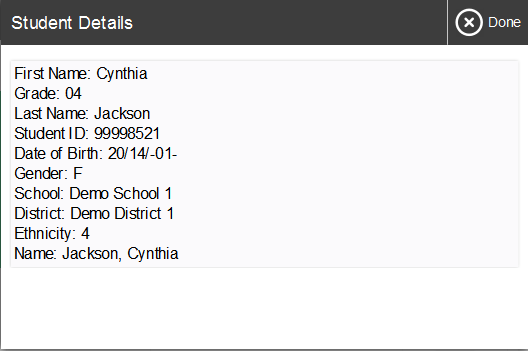 Student Details
Done
First Name: Cynthia
Grade: 04
Last Name: Jackson
Student ID: 99998521
Date of Birth: 20/14/-01-
Gender: F
School: Demo School 1
District: Demo District 1
Ethnicity: 4
Name: Jackson, Cynthia